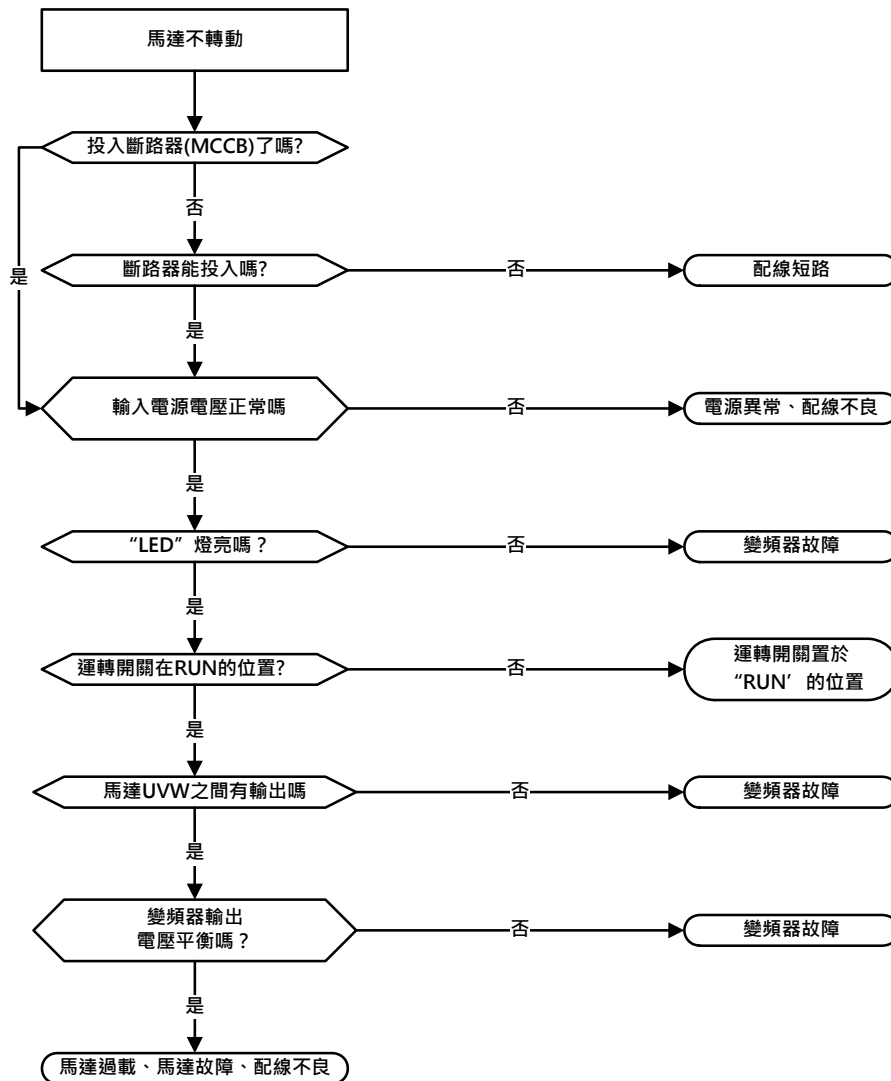 馬達不轉動
投入斷路器(MCCB)了嗎?
否
是
斷路器能投入嗎?
否
配線短路
是
輸入電源電壓正常嗎
否
電源異常、配線不良
是
“LED”燈亮嗎？
否
變頻器故障
是
運轉開關在RUN的位置?
否
運轉開關置於
“RUN’的位置
是
馬達UVW之間有輸出嗎
否
變頻器故障
是
變頻器輸出
電壓平衡嗎？
否
變頻器故障
是
馬達過載、馬達故障、配線不良